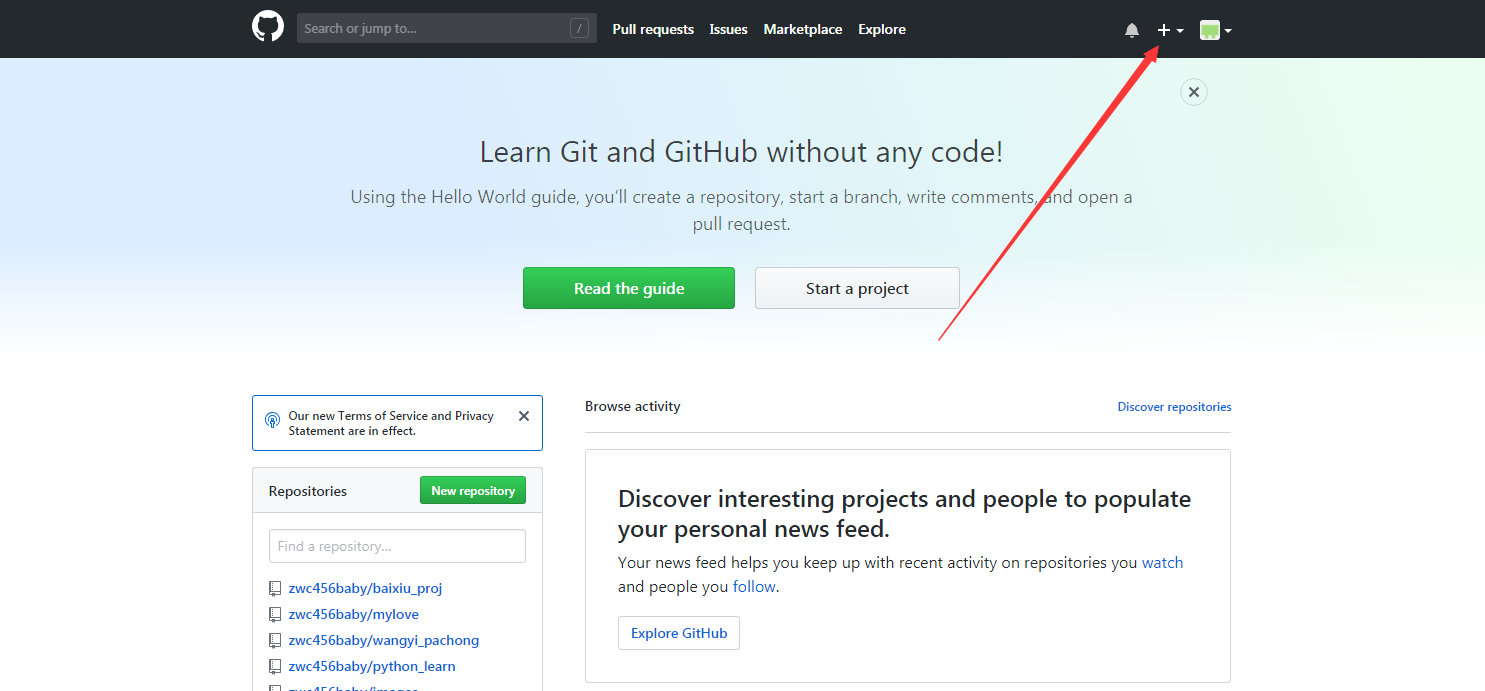 Search or jump to... /
Pull requests Issues Marketplace Explore
Learn Git and GitHub without any code!
Using the Hello World guide, you’ll create a repository, start a branch, write comments, and open a
pull request.
Read the guide
Start a project
Our new Terms of Service and Privacy
Statement are in effect.
Repositories
New repository
Find a repository...
zwc456baby/baixiu_proj
zwc456baby/mylove
zwc456baby/wangyi_pachong
zwc456baby/python_learn
zwc456baby/images
Browse activity
Discover repositories
Discover interesting projects and people to populate
your personal news feed.
Your news feed helps you keep up with recent activity on repositories you watch
and people you follow.
Explore GitHub